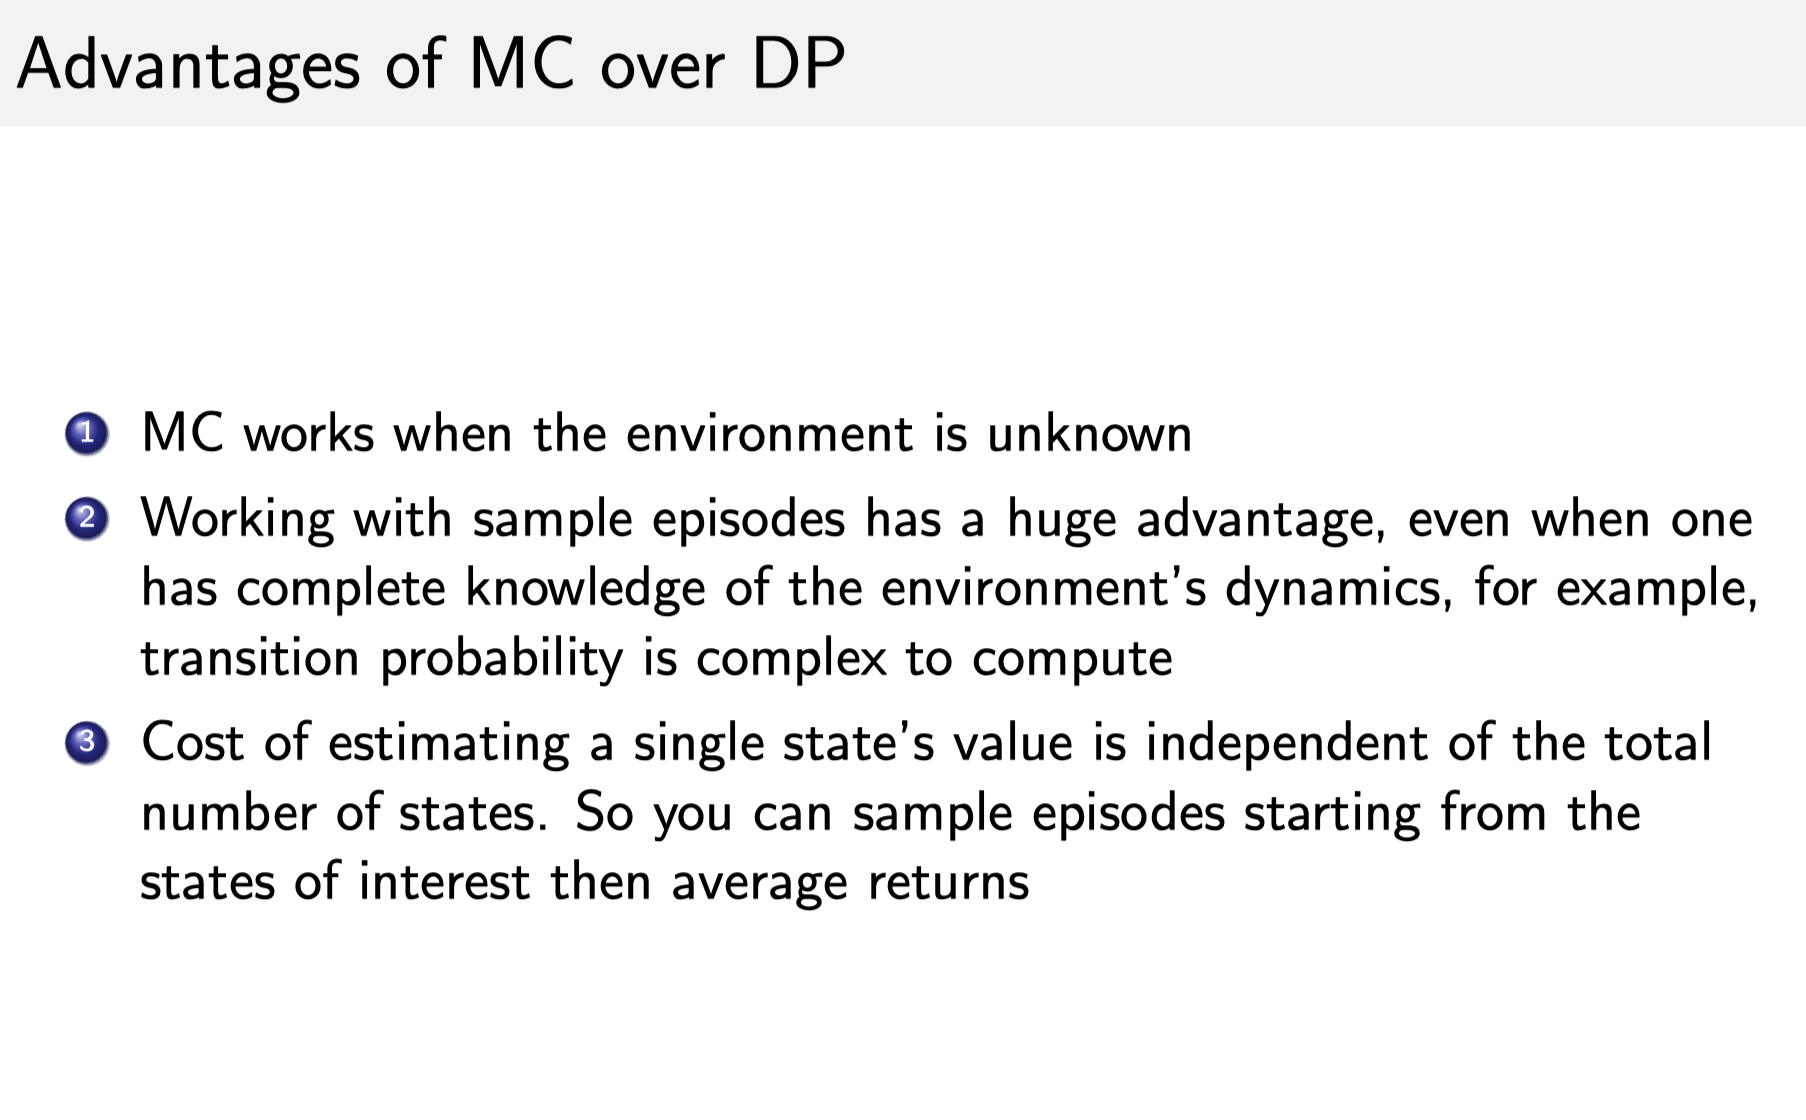 Advantages of MC over DP
1 MC works when the environment is unknown
2 Working with sample episodes has a huge advantage, even when one
has complete knowledge of the environment's dynamics, for example,
transition probability is complex to compute
3 Cost of estimating a single state's value is independent of the total
number of states. So you can sample episodes starting from the
states of interest then average returns